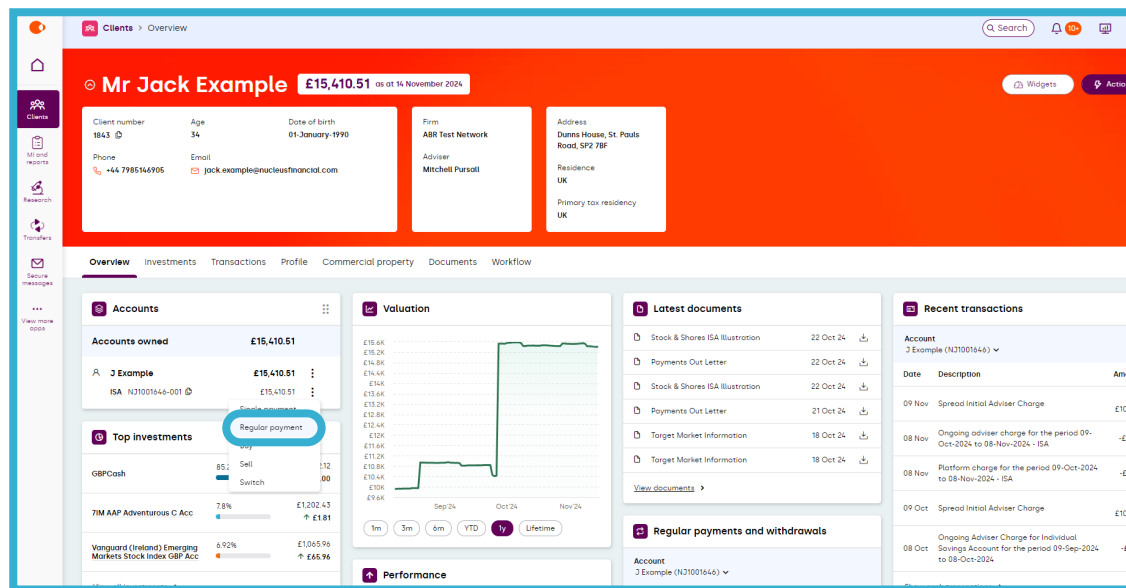 Clients > Overview
Search
10+
Clients
MI and
reports
Research
Transfers
Secure
messages
View more
apps
Mr Jack Example
£15,410.51 as at 14 November 2024
Widgets
Client number
1843
Age
34
Date of birth
01-January-1990
Phone
+44 7985146905
Email
jack.example@nucleusfinancial.com
Firm
ABR Test Network
Adviser
Mitchell Pursall
Address
Dunns House, St. Pauls
Road, SP2 7BF
Residence
UK
Primary tax residency
UK
Overview Investments Transactions Profile Commercial property Documents Workflow
Accounts
Accounts owned £15,410.51
J Example £15,410.51
ISA NJ1001646-001 £15,410.51
Single payment
Regular payment
Buy
Sell
Switch
Top investments
GBPCash
7IM AAP Adventurous C Acc 7.8% £1,202.43
£1.81
Vanguard (Ireland) Emerging
Markets Stock Index GBP Acc
6.92% £1,065.96
£65.96
Valuation
£15.6K
£15.2K
£14.8K
£14.4K
£14K
£13.6K
£13.2K
£12.8K
£12.4K
£12K
£11.6K
£11.2K
£10.8K
£10.4K
£10K
£9.6K
Sep'24 Oct'24 Nov'24
1m 3m 6m YTD 1y Lifetime
Performance
Latest documents
Stock & Shares ISA Illustration 22 Oct 24
Payments Out Letter 22 Oct 24
Stock & Shares ISA Illustration 22 Oct 24
Payments Out Letter 21 Oct 24
Target Market Information 18 Oct 24
Target Market Information 18 Oct 24
View documents >
Regular payments and withdrawals
Account
J Example (NJ1001646)
Recent transactions
Account
J Example (NJ1001646)
Date Description
09 Nov Spread Initial Adviser Charge
08 Nov Ongoing adviser charge for the period 09-
Oct-2024 to 08-Nov-2024 - ISA
08 Nov Platform charge for the period 09-Oct-2024
to 08-Nov-2024 - ISA
09 Oct Spread Initial Adviser Charge
08 Oct Ongoing Adviser Charge for Individual
Savings Account for the period 09-Sep-2024
to 08-Oct-2024